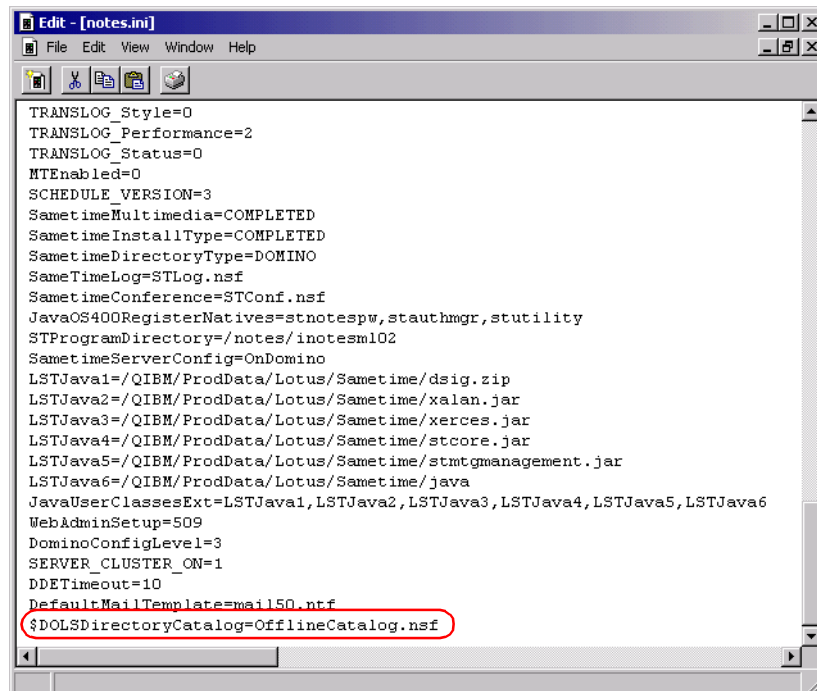 Edit - [notes.ini]
File Edit View Window Help
TRANSLOG_Style=0
TRANSLOG_Performance=2
TRANSLOG_Status=0
MTEnabled=0
SCHEDULE_VERSION=3
SametimeMultimedia=COMPLETED
SametimeInstallType=COMPLETED
SametimeDirectoryType=DOMINO
SameTimeLog=STLog.nsf
SametimeConference=STConf.nsf
JavaOS400RegisterNatives=stnotespw,stauthmgr,stutility
STProgramDirectory=/notes/inotesm102
SametimeServerConfig=OnDomino
LSTJava1=/QIBM/ProdData/Lotus/Sametime/dsig.zip
LSTJava2=/QIBM/ProdData/Lotus/Sametime/xalan.jar
LSTJava3=/QIBM/ProdData/Lotus/Sametime/xerces.jar
LSTJava4=/QIBM/ProdData/Lotus/Sametime/stcore.jar
LSTJava5=/QIBM/ProdData/Lotus/Sametime/stmtgmanagement.jar
LSTJava6=/QIBM/ProdData/Lotus/Sametime/java
JavaUserClassesExt=LSTJava1,LSTJava2,LSTJava3,LSTJava4,LSTJava5,LSTJava6
WebAdminSetup=509
DominoConfigLevel=3
SERVER_CLUSTER_ON=1
DDETimeout=10
DefaultMailTemplate=mail50.ntf
$DOLSDirectoryCatalog=OfflineCatalog.nsf